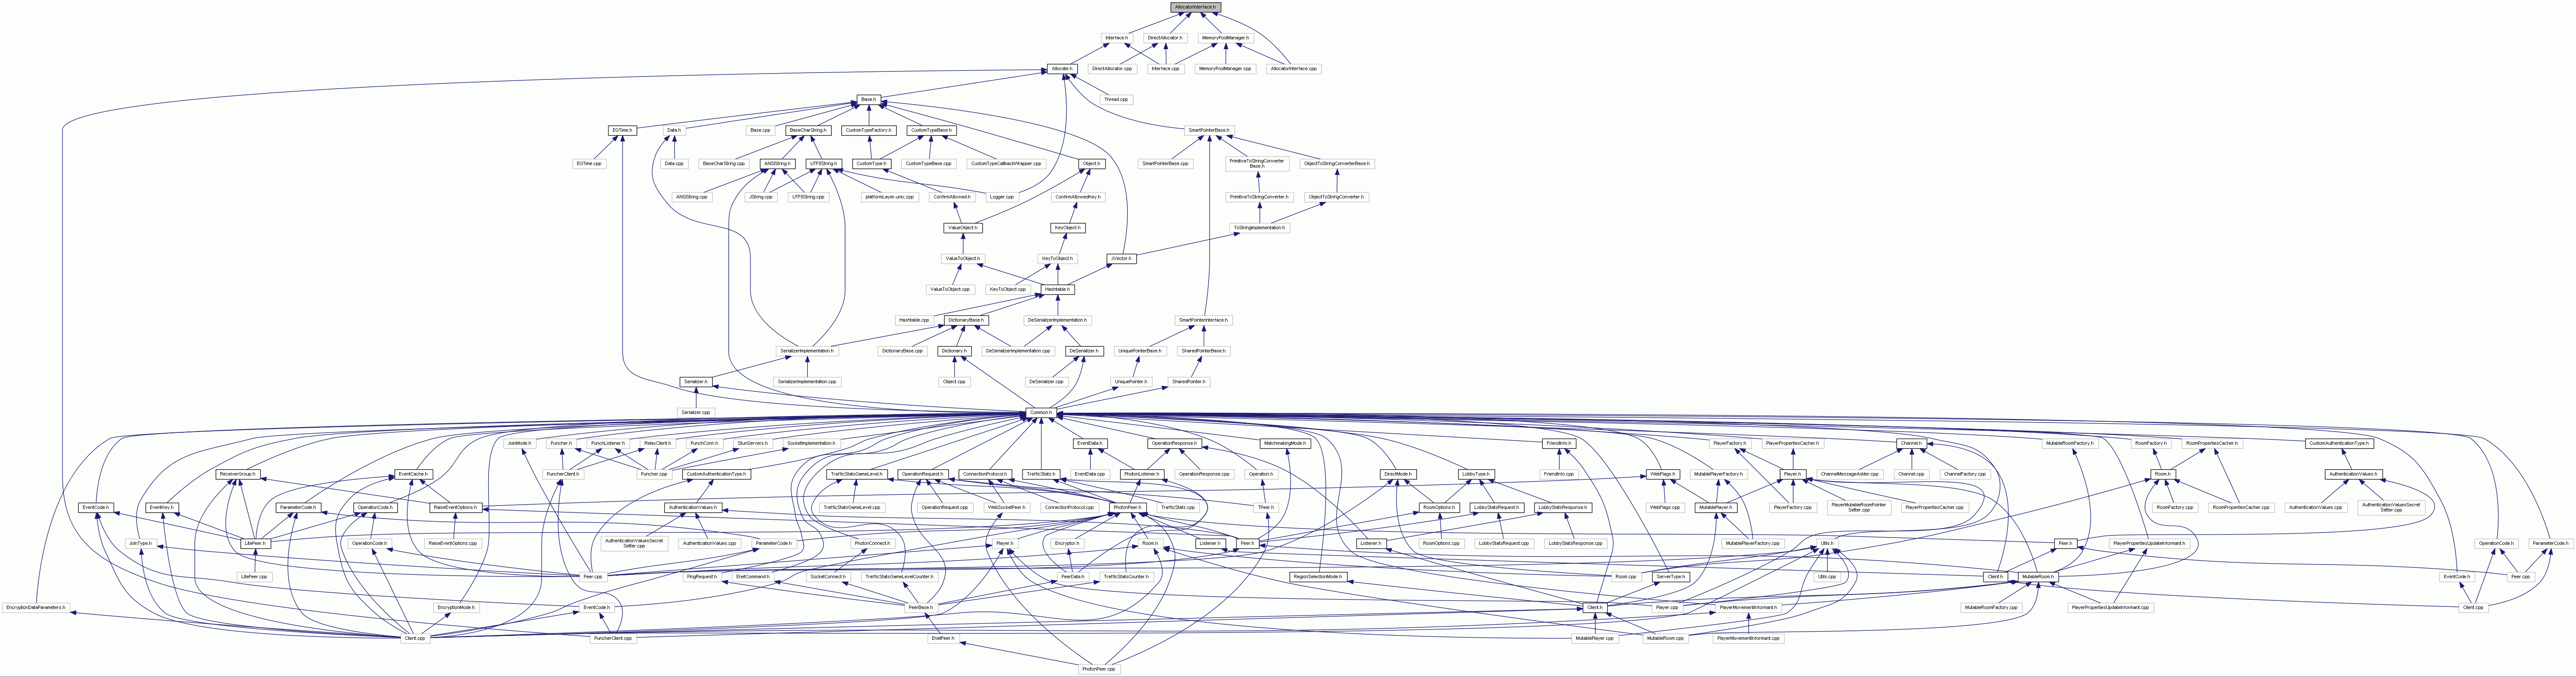 AllocatorInterface.h
Interface.h
DirectAllocator.h
MemoryPoolManager.h
Allocate.h
DirectAllocator.cpp
Interface.cpp
MemoryPoolManager.cpp
AllocatorInterface.cpp
Base.h
Thread.cpp
EGTime.h
Data.h
Base.cpp
BaseCharString.h
CustomTypeFactory.h
CustomTypeBase.h
SmartPointerBase.h
EGTime.cpp
Data.cpp
BaseCharString.cpp
ANSIString.h
UTF8String.h
CustomType.h
CustomTypeBase.cpp
CustomTypeCallbackWrapper.cpp
Object.h
SmartPointerBase.cpp
PrimitiveToStringConverter
Base.h
ObjectToStringConverterBase.h
ANSIString.cpp
JString.cpp
UTF8String.cpp
platformLayer-unix.cpp
ConfirmAllowed.h
Logger.cpp
ConfirmAllowedKey.h
PrimitiveToStringConverter.h
ObjectToStringConverter.h
ValueObject.h
KeyObject.h
ToStringImplementation.h
ValueToObject.h
KeyToObject.h
JVector.h
ValueToObject.cpp
KeyToObject.cpp
Hashtable.h
Hashtable.cpp
DictionaryBase.h
DeSerializerImplementation.h
SmartPointerInterface.h
SerializerImplementation.h
DictionaryBase.cpp
Dictionary.h
DeSerializerImplementation.cpp
DeSerializer.h
UniquePointerBase.h
SharedPointerBase.h
Serializer.h
SerializerImplementation.cpp
Object.cpp
DeSerializer.cpp
UniquePointer.h
SharedPointer.h
Serializer.cpp
Common.h
JoinMode.h
Puncher.h
PunchListener.h
RelayClient.h
PunchConn.h
StunServers.h
SocketImplementation.h
EventData.h
OperationResponse.h
MatchmakingMode.h
FriendInfo.h
PlayerFactory.h
PlayerPropertiesCacher.h
Channel.h
MutableRoomFactory.h
RoomFactory.h
RoomPropertiesCacher.h
CustomAuthenticationType.h
ReceiverGroup.h
EventCache.h
PuncherClient.h
Puncher.cpp
CustomAuthenticationType.h
TrafficStatsGameLevel.h
OperationRequest.h
ConnectionProtocol.h
TrafficStats.h
EventData.cpp
PhotonListener.h
OperationResponse.cpp
Operation.h
DirectMode.h
LobbyType.h
FriendInfo.cpp
WebFlags.h
MutablePlayerFactory.h
Player.h
ChannelMessageAdder.cpp
Channel.cpp
ChannelFactory.cpp
Room.h
AuthenticationValues.h
EventCode.h
EventKey.h
ParameterCode.h
OperationCode.h
RaiseEventOptions.h
AuthenticationValues.h
TrafficStatsGameLevel.cpp
OperationRequest.cpp
WebSocketPeer.h
ConnectionProtocol.cpp
PhotonPeer.h
TrafficStats.cpp
TPeer.h
RoomOptions.h
LobbyStatsRequest.h
LobbyStatsResponse.h
WebFlags.cpp
MutablePlayer.h
PlayerFactory.cpp
PlayerMutableRoomPointer
Setter.cpp
PlayerPropertiesCacher.cpp
RoomFactory.cpp
RoomPropertiesCacher.cpp
AuthenticationValues.cpp
AuthenticationValuesSecret
Setter.cpp
JoinType.h
LitePeer.h
OperationCode.h
RaiseEventOptions.cpp
AuthenticationValuesSecret
Setter.cpp
AuthenticationValues.cpp
ParameterCode.h
PhotonConnect.h
Player.h
Encryptor.h
Room.h
Listener.h
Peer.h
Listener.h
RoomOptions.cpp
LobbyStatsRequest.cpp
LobbyStatsResponse.cpp
MutablePlayerFactory.cpp
Utils.h
Peer.h
PlayerPropertiesUpdateInformant.h
OperationCode.h
ParameterCode.h
LitePeer.cpp
Peer.cpp
PingRequest.h
EnetCommand.h
SocketConnect.h
TrafficStatsGameLevelCounter.h
PeerData.h
TrafficStatsCounter.h
RegionSelectionMode.h
Room.cpp
ServerType.h
Utils.cpp
Client.h
MutableRoom.h
EventCode.h
Peer.cpp
EncryptionDataParameters.h
EncryptionMode.h
EventCode.h
PeerBase.h
Client.h
Player.cpp
PlayerMovementInformant.h
MutableRoomFactory.cpp
PlayerPropertiesUpdateInformant.cpp
Client.cpp
Client.cpp
PuncherClient.cpp
EnetPeer.h
MutablePlayer.cpp
MutableRoom.cpp
PlayerMovementInformant.cpp
PhotonPeer.cpp